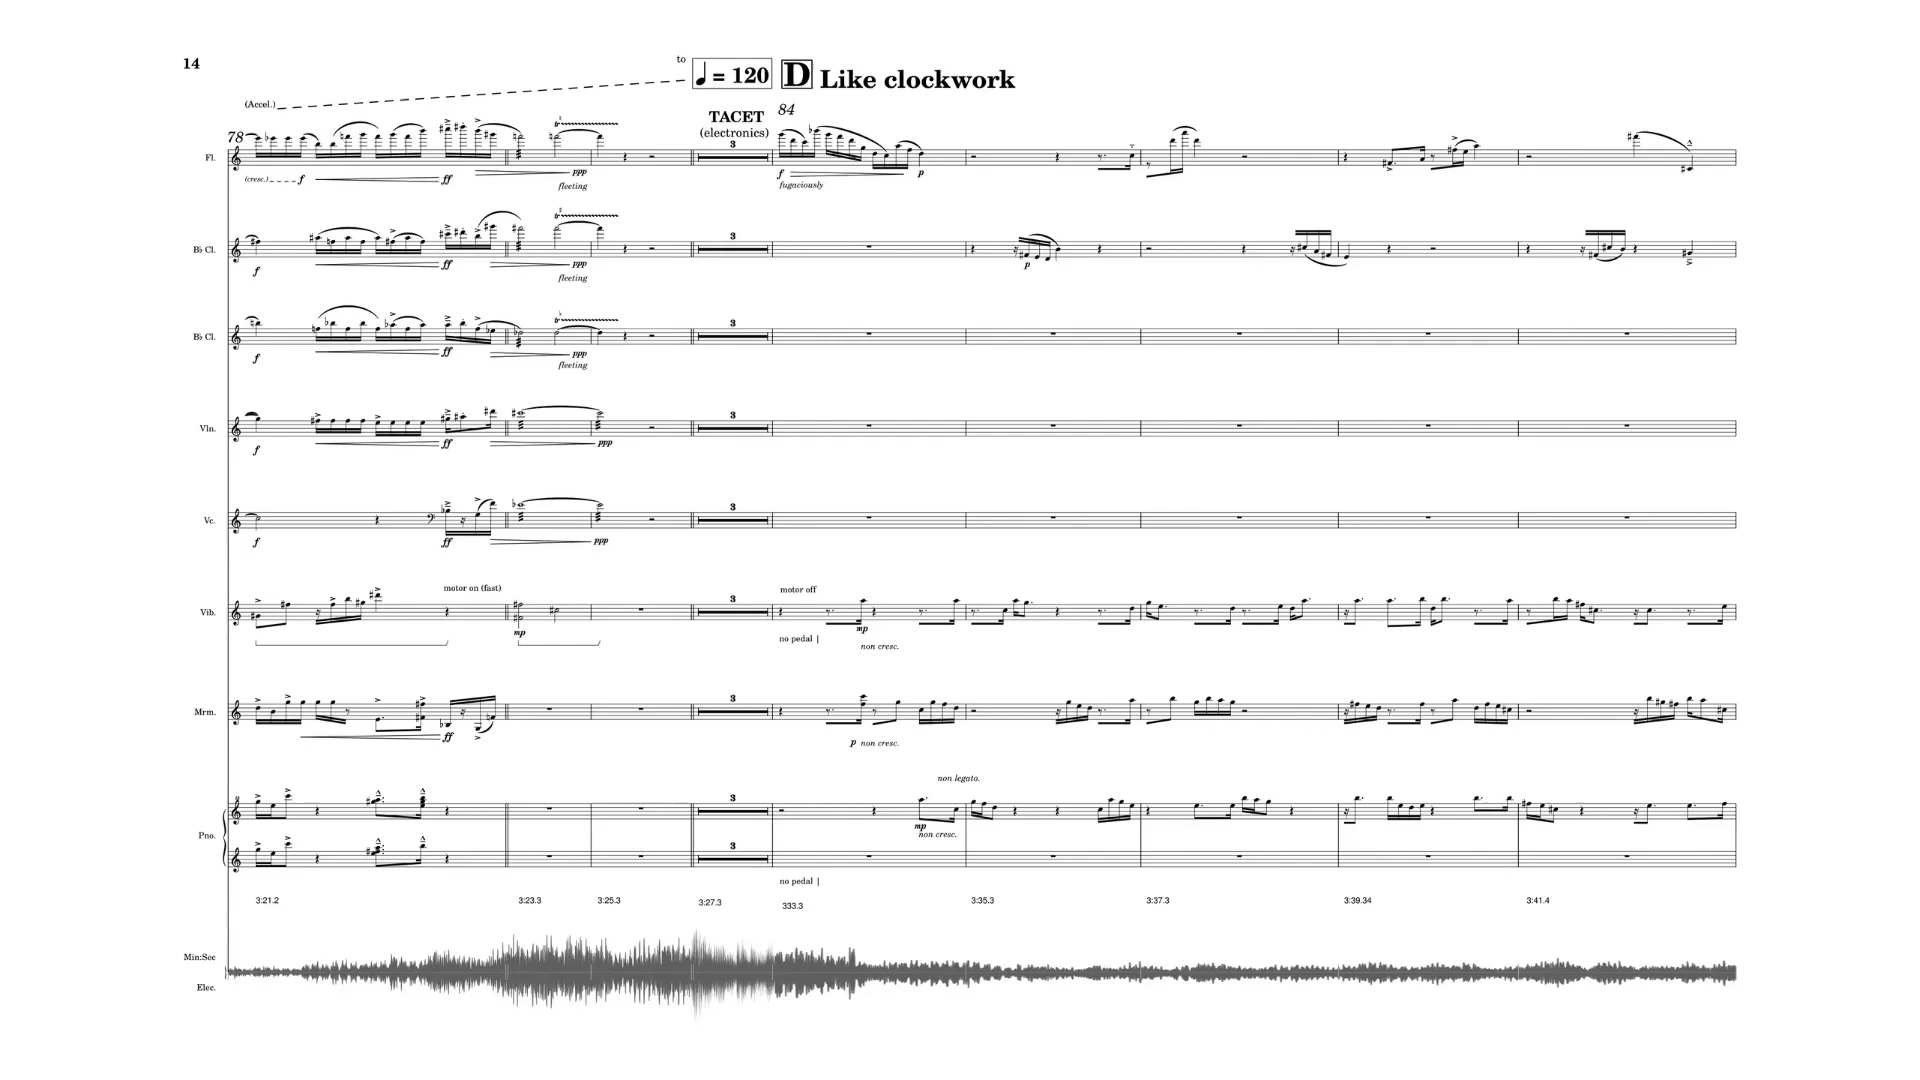 14
to
♩ = 120
D Like clockwork
(Accel.)
78
TACET
(electronics)
84
Fl.
3
(cresc.) f ff ppp f p
fleeting
fugaciously
B♭ Cl.
3
f ff ppp p
fleeting
B♭ Cl.
3
f ff ppp
fleeting
Vln.
3
f ff ppp
Vc.
3
f ff ppp
motor on (fast)
motor off
Vib.
3
mp mp
no pedal |
non cresc.
Mrm.
3
ff p non cresc.
non legato.
3
mp
non cresc.
Pno.
3
no pedal |
3:21.2 3:23.3 3:25.3 3:27.3 333.3 3:35.3 3:37.3 3:39.34 3:41.4
Min:Sec
Elec.